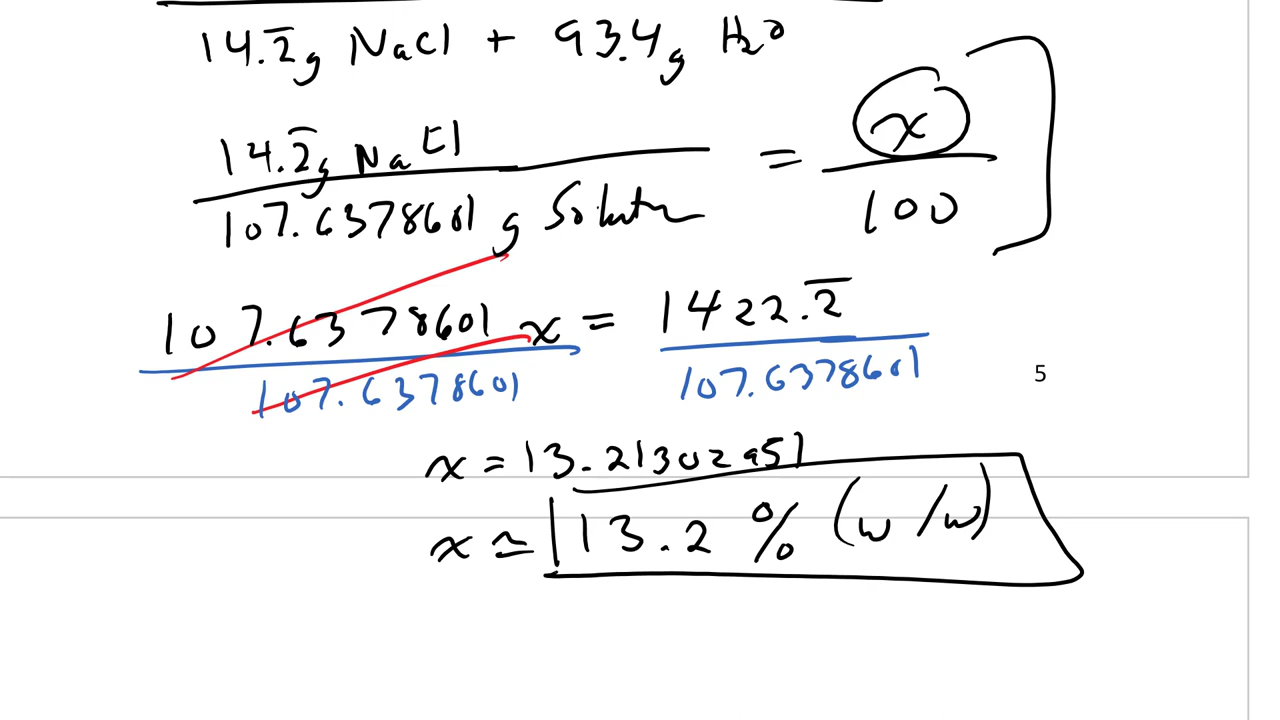 14.2̅g NaCl + 93.4g H2O
14.2̅g NaCl
107.6378601 g Solution
= x
100
107.6378601 x = 1422.2̅
107.6378601 107.6378601
5
x = 13.21302951
x ≃ 13.2 % (w/w)